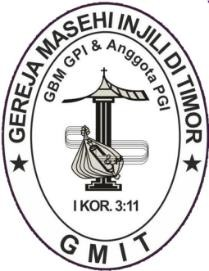 GEREJA MASEHI INJILI DI TIMOR
GBM GPI & Anggota PGI
I KOR. 3:11
GMIT